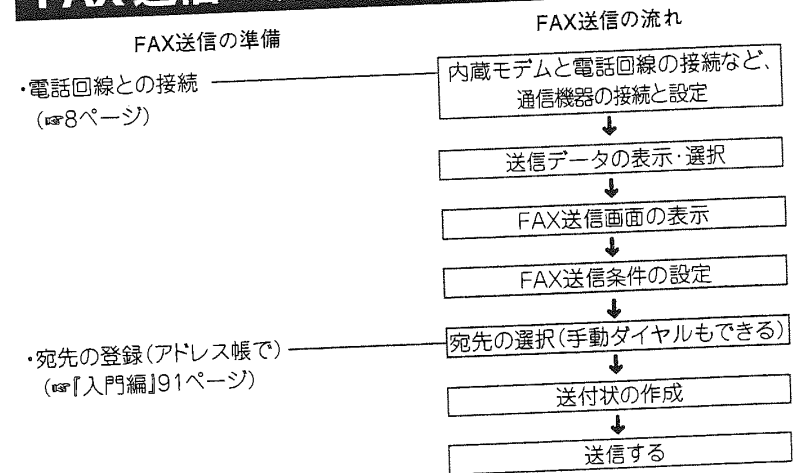 FAX送信の準備
・電話回線との接続
(☞8ページ)
・宛先の登録(アドレス帳で)
(☞『入門編』91ページ)
FAX送信の流れ
内蔵モデムと電話回線の接続など、
通信機器の接続と設定
↓
送信データの表示・選択
↓
FAX送信画面の表示
↓
FAX送信条件の設定
↓
宛先の選択(手動ダイヤルもできる)
↓
送付状の作成
↓
送信する